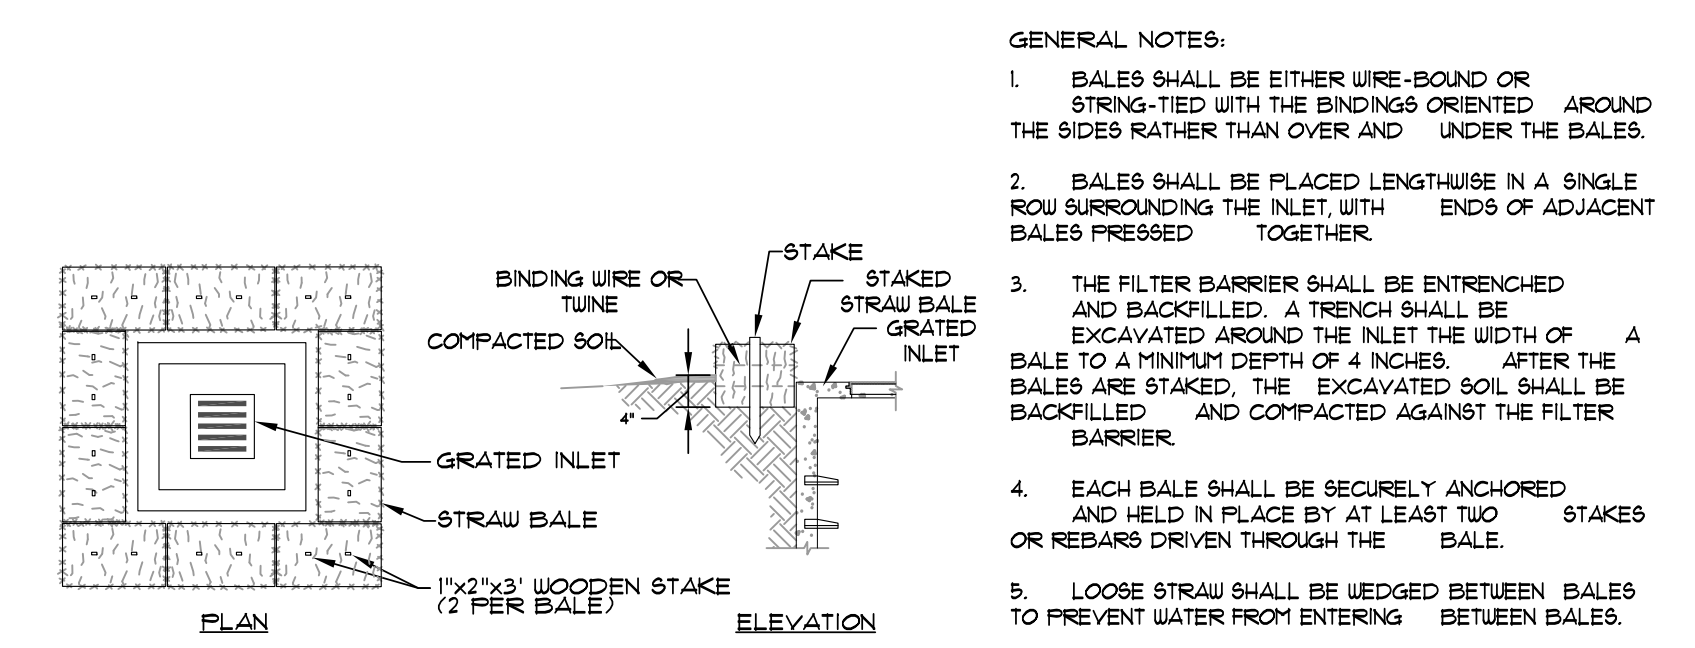 GRATED INLET
STRAW BALE
1"x2"x3' WOODEN STAKE
(2 PER BALE)
PLAN
STAKE
BINDING WIRE OR
TWINE
STAKED
STRAW BALE
GRATED
INLET
COMPACTED SOIL
4"
ELEVATION
GENERAL NOTES:
1. BALES SHALL BE EITHER WIRE-BOUND OR
STRING-TIED WITH THE BINDINGS ORIENTED AROUND
THE SIDES RATHER THAN OVER AND UNDER THE BALES.
2. BALES SHALL BE PLACED LENGTHWISE IN A SINGLE
ROW SURROUNDING THE INLET, WITH ENDS OF ADJACENT
BALES PRESSED TOGETHER.
3. THE FILTER BARRIER SHALL BE ENTRENCHED
AND BACKFILLED. A TRENCH SHALL BE
EXCAVATED AROUND THE INLET THE WIDTH OF A
BALE TO A MINIMUM DEPTH OF 4 INCHES. AFTER THE
BALES ARE STAKED, THE EXCAVATED SOIL SHALL BE
BACKFILLED AND COMPACTED AGAINST THE FILTER
BARRIER.
4. EACH BALE SHALL BE SECURELY ANCHORED
AND HELD IN PLACE BY AT LEAST TWO STAKES
OR REBARS DRIVEN THROUGH THE BALE.
5. LOOSE STRAW SHALL BE WEDGED BETWEEN BALES
TO PREVENT WATER FROM ENTERING BETWEEN BALES.